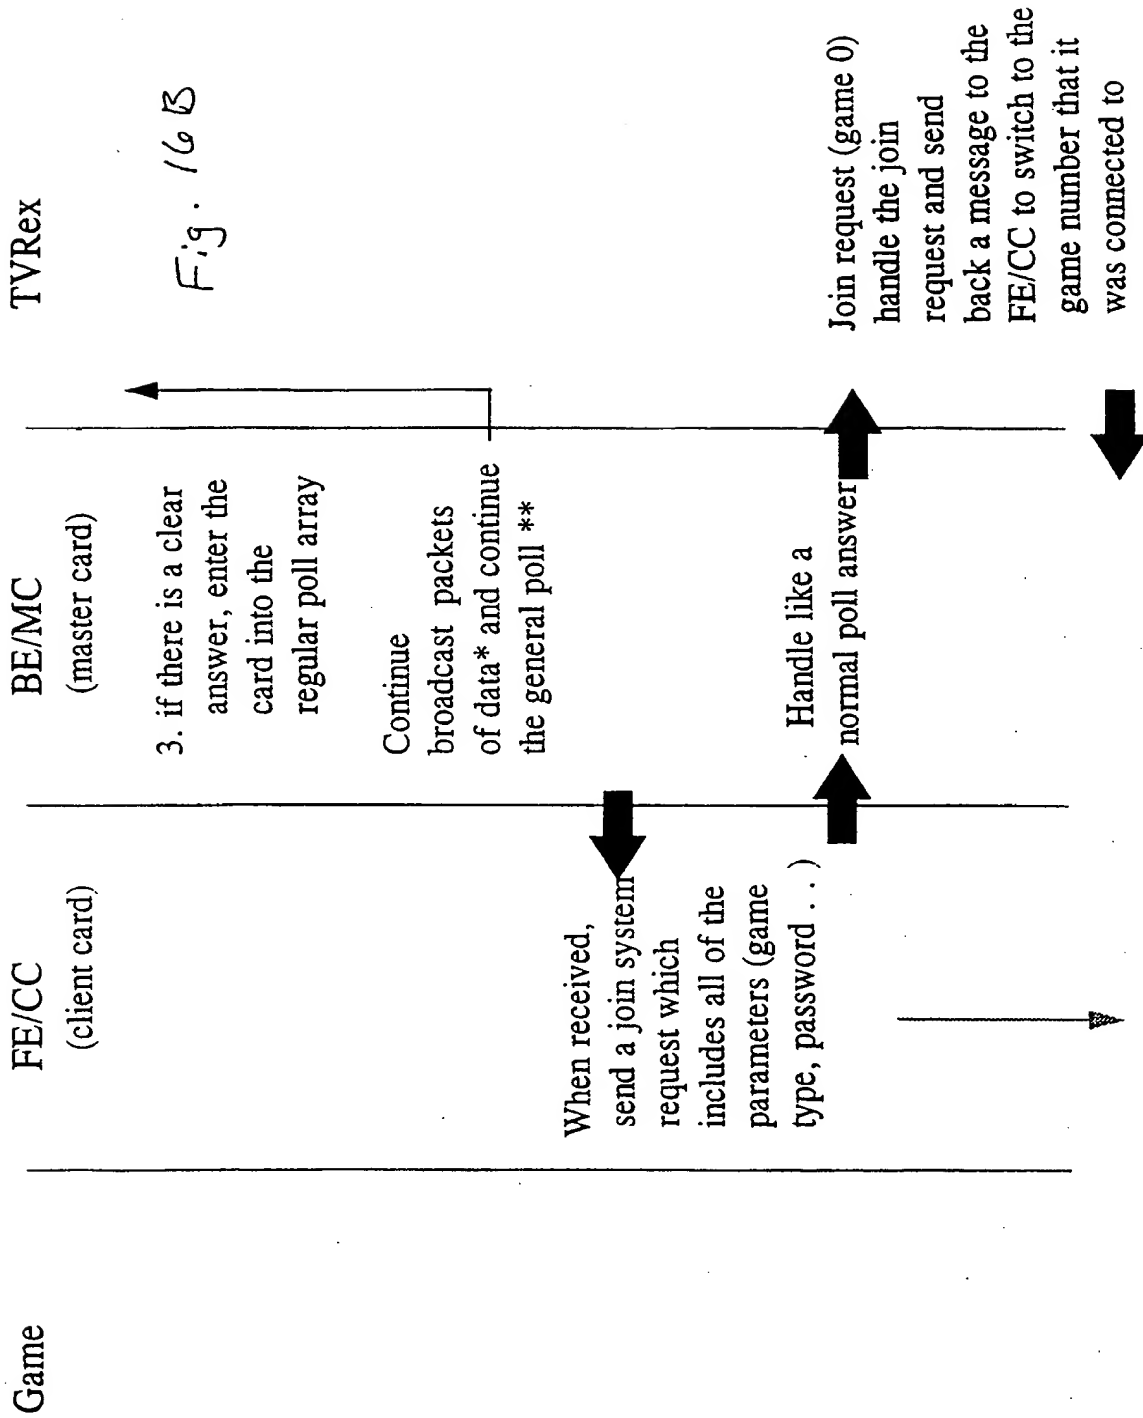 Game
FE/CC
(client card)
BE/MC
(master card)
TVRex
Fig. 16B
3. if there is a clear
answer, enter the
card into the
regular poll array
Continue
broadcast packets
of data* and continue
the general poll **
When received,
send a join system
request which
includes all of the
parameters (game
type, password . . )
Handle like a
normal poll answer
Join request (game 0)
handle the join
request and send
back a message to the
FE/CC to switch to the
game number that it
was connected to